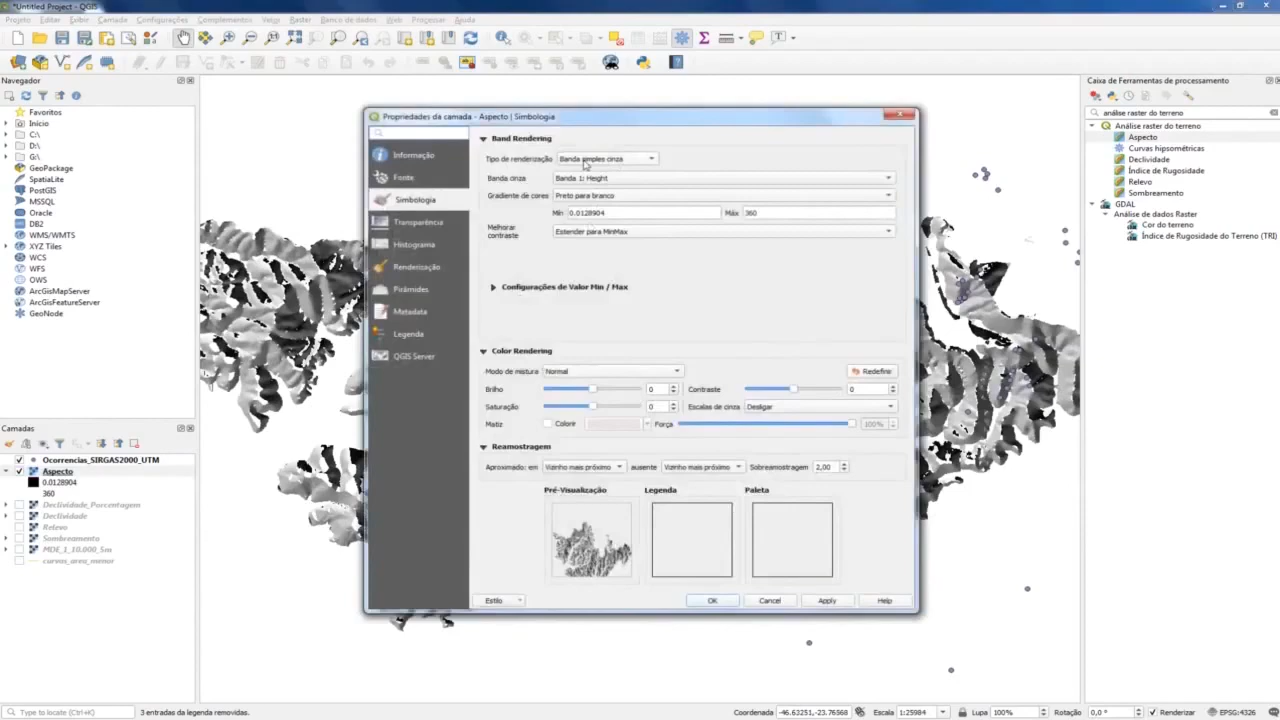 *Untitled Project - QGIS
Projeto Editar Exibir Camada Configurações Complementos Vetor Raster Banco de dados Web Processar Ajuda
Navegador
Favoritos
Início
C:\
D:\
G:\
GeoPackage
SpatiaLite
PostGIS
MSSQL
Oracle
DB2
WMS/WMTS
XYZ Tiles
WCS
WFS
OWS
ArcGisMapServer
ArcGisFeatureServer
GeoNode
Camadas
Ocorrencias_SIRGAS2000_UTM
Aspecto
0.0128904
360
Declividade_Porcentagem
Declividade
Relevo
Sombreamento
MDE_1_10.000_5m
curvas_area_menor
Propriedades da camada - Aspecto | Simbologia
Informação
Fonte
Simbologia
Transparência
Histograma
Renderização
Pirâmides
Metadata
Legenda
QGIS Server
Band Rendering
Tipo de renderização Banda simples cinza
Banda cinza Banda 1: Height
Gradiente de cores Preto para branco
Mín 0.0128904 Máx 360
Melhorar contraste Estender para MinMax
Configurações de Valor Min / Max
Color Rendering
Modo de mistura Normal Redefinir
Brilho 0 Contraste 0
Saturação 0 Escalas de cinza Desligar
Matiz Colorir Força 100%
Reamostragem
Aproximado: em Vizinho mais próximo ausente Vizinho mais próximo Sobreamostragem 2,00
Pré-Visualização Legenda Paleta
Estilo OK Cancel Apply Help
Caixa de Ferramentas de processamento
análise raster do terreno
Análise raster do terreno
Aspecto
Curvas hipsométricas
Declividade
Índice de Rugosidade
Relevo
Sombreamento
GDAL
Análise de dados Raster
Cor do terreno
Índice de Rugosidade do Terreno (TRI)
Type to locate (Ctrl+K) 3 entradas da legenda removidas. Coordenada -46.63251,-23.76568 Escala 1:25984 Lupa 100% Rotação 0,0 ° Renderizar EPSG:4326